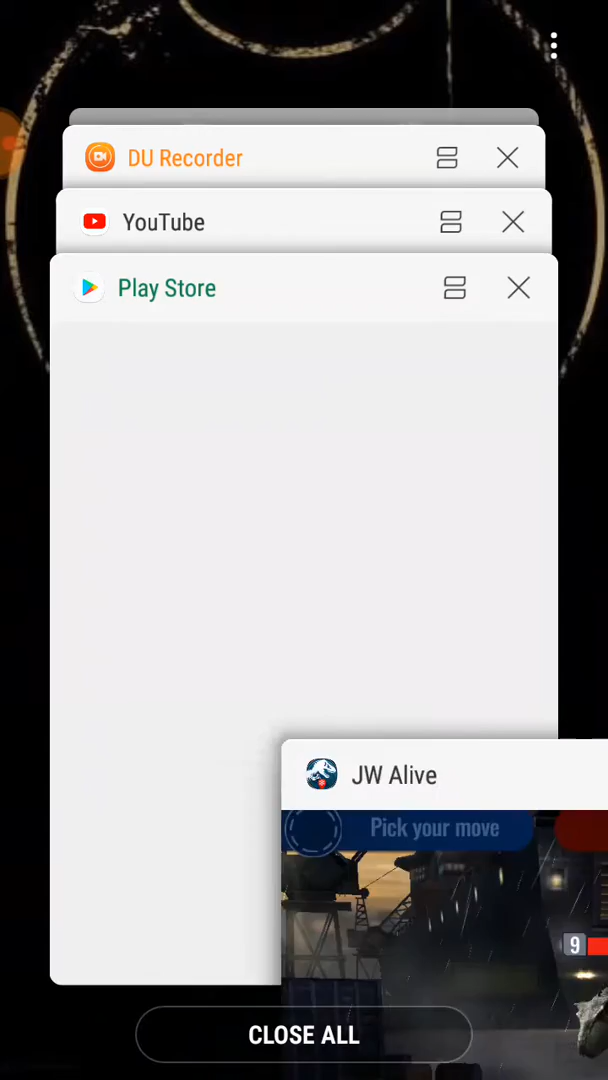 DU Recorder
YouTube
Play Store
JW Alive
Pick your move
9
CLOSE ALL